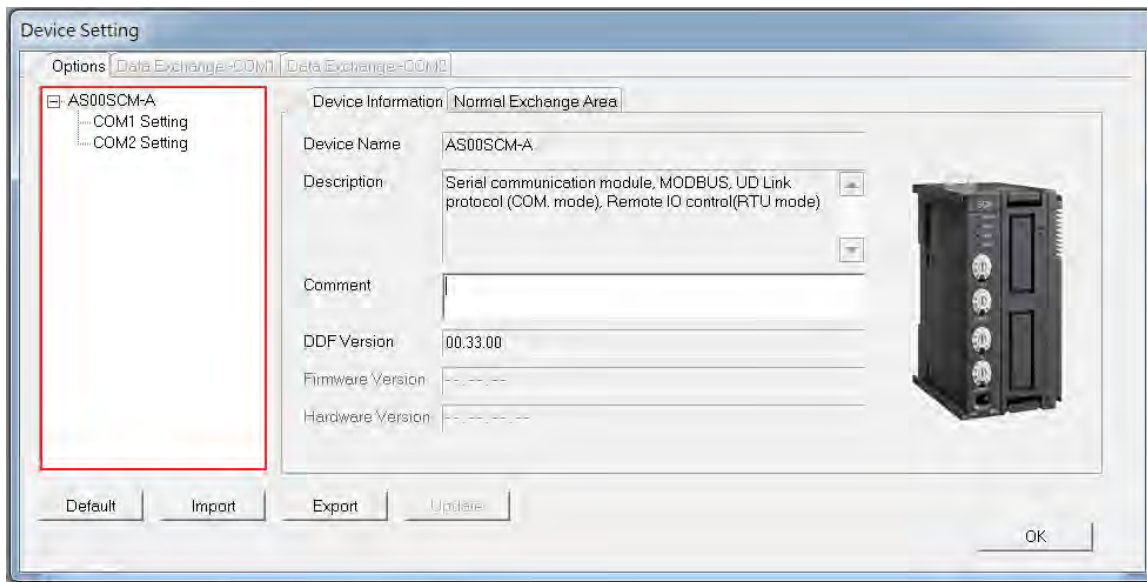 Device Setting
Options Data Exchange-COM1 Data Exchange-COM2
AS00SCM-A
COM1 Setting
COM2 Setting
Device Information Normal Exchange Area
Device Name AS00SCM-A
Description Serial communication module, MODBUS, UD Link
protocol (COM. mode), Remote IO control(RTU mode)
Comment
DDF Version 00.33.00
Firmware Version --.--.--
Hardware Version --.--.--.--
Default Import Export Update
OK